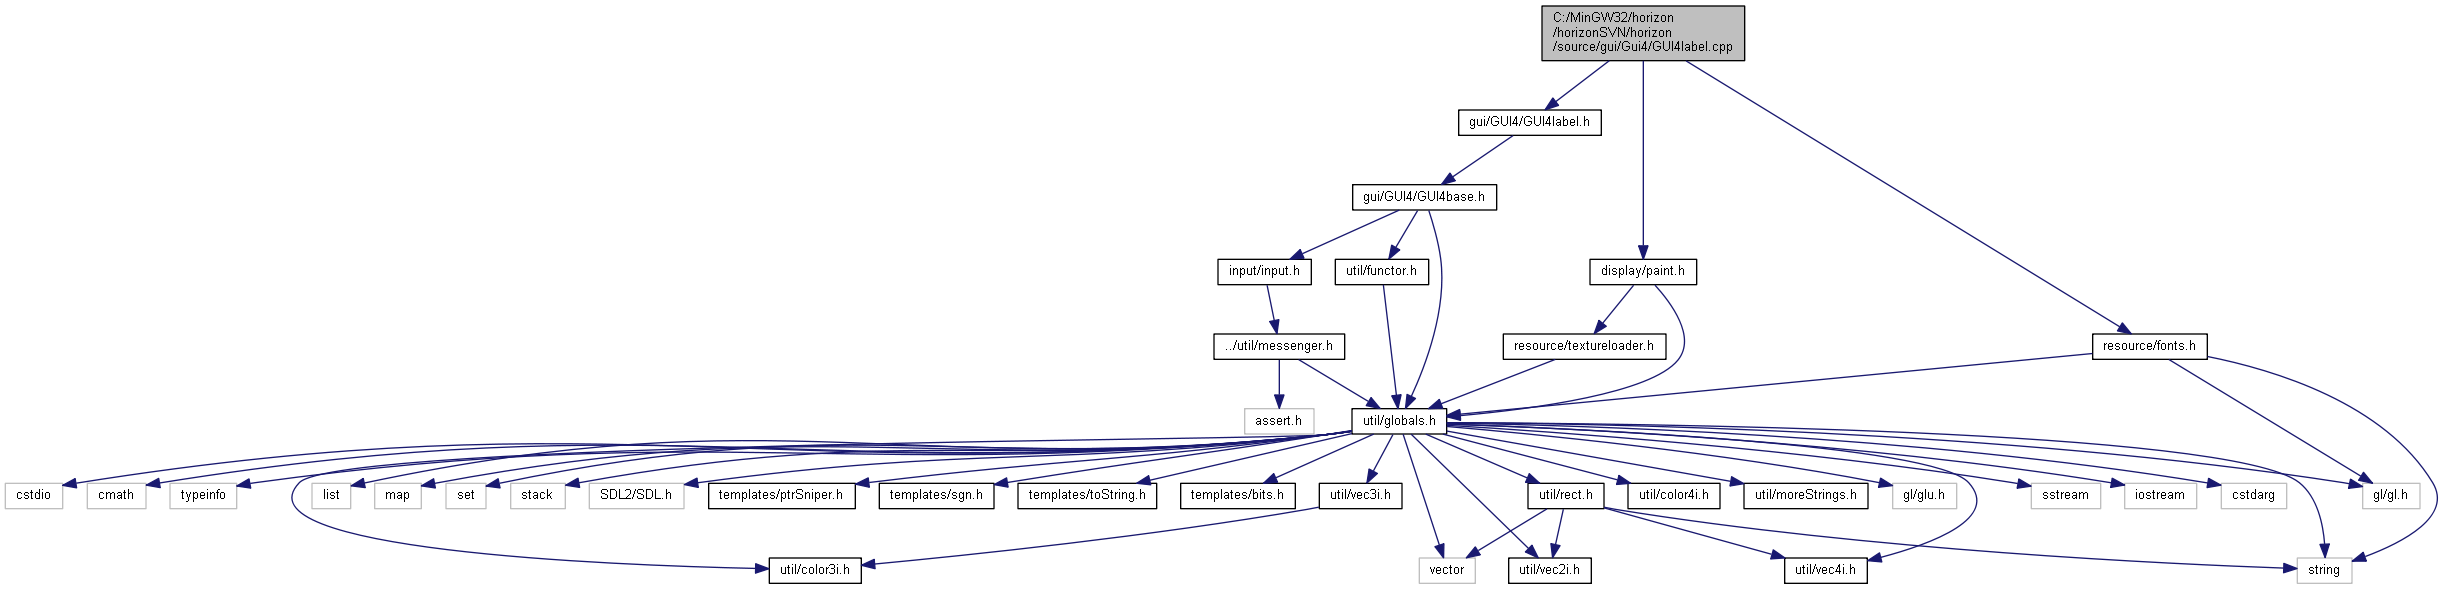 C:/MinGW32/horizon
/horizonSVN/horizon
/source/gui/Gui4/GUI4label.cpp
gui/GUI4/GUI4label.h
gui/GUI4/GUI4base.h
input/input.h
util/functor.h
display/paint.h
../util/messenger.h
resource/textureloader.h
resource/fonts.h
assert.h
util/globals.h
cstdio
cmath
typeinfo
list
map
set
stack
SDL2/SDL.h
templates/ptrSniper.h
templates/sgn.h
templates/toString.h
templates/bits.h
util/vec3i.h
util/rect.h
util/color4i.h
util/moreStrings.h
gl/glu.h
sstream
iostream
cstdarg
gl/gl.h
util/color3i.h
vector
util/vec2i.h
util/vec4i.h
string